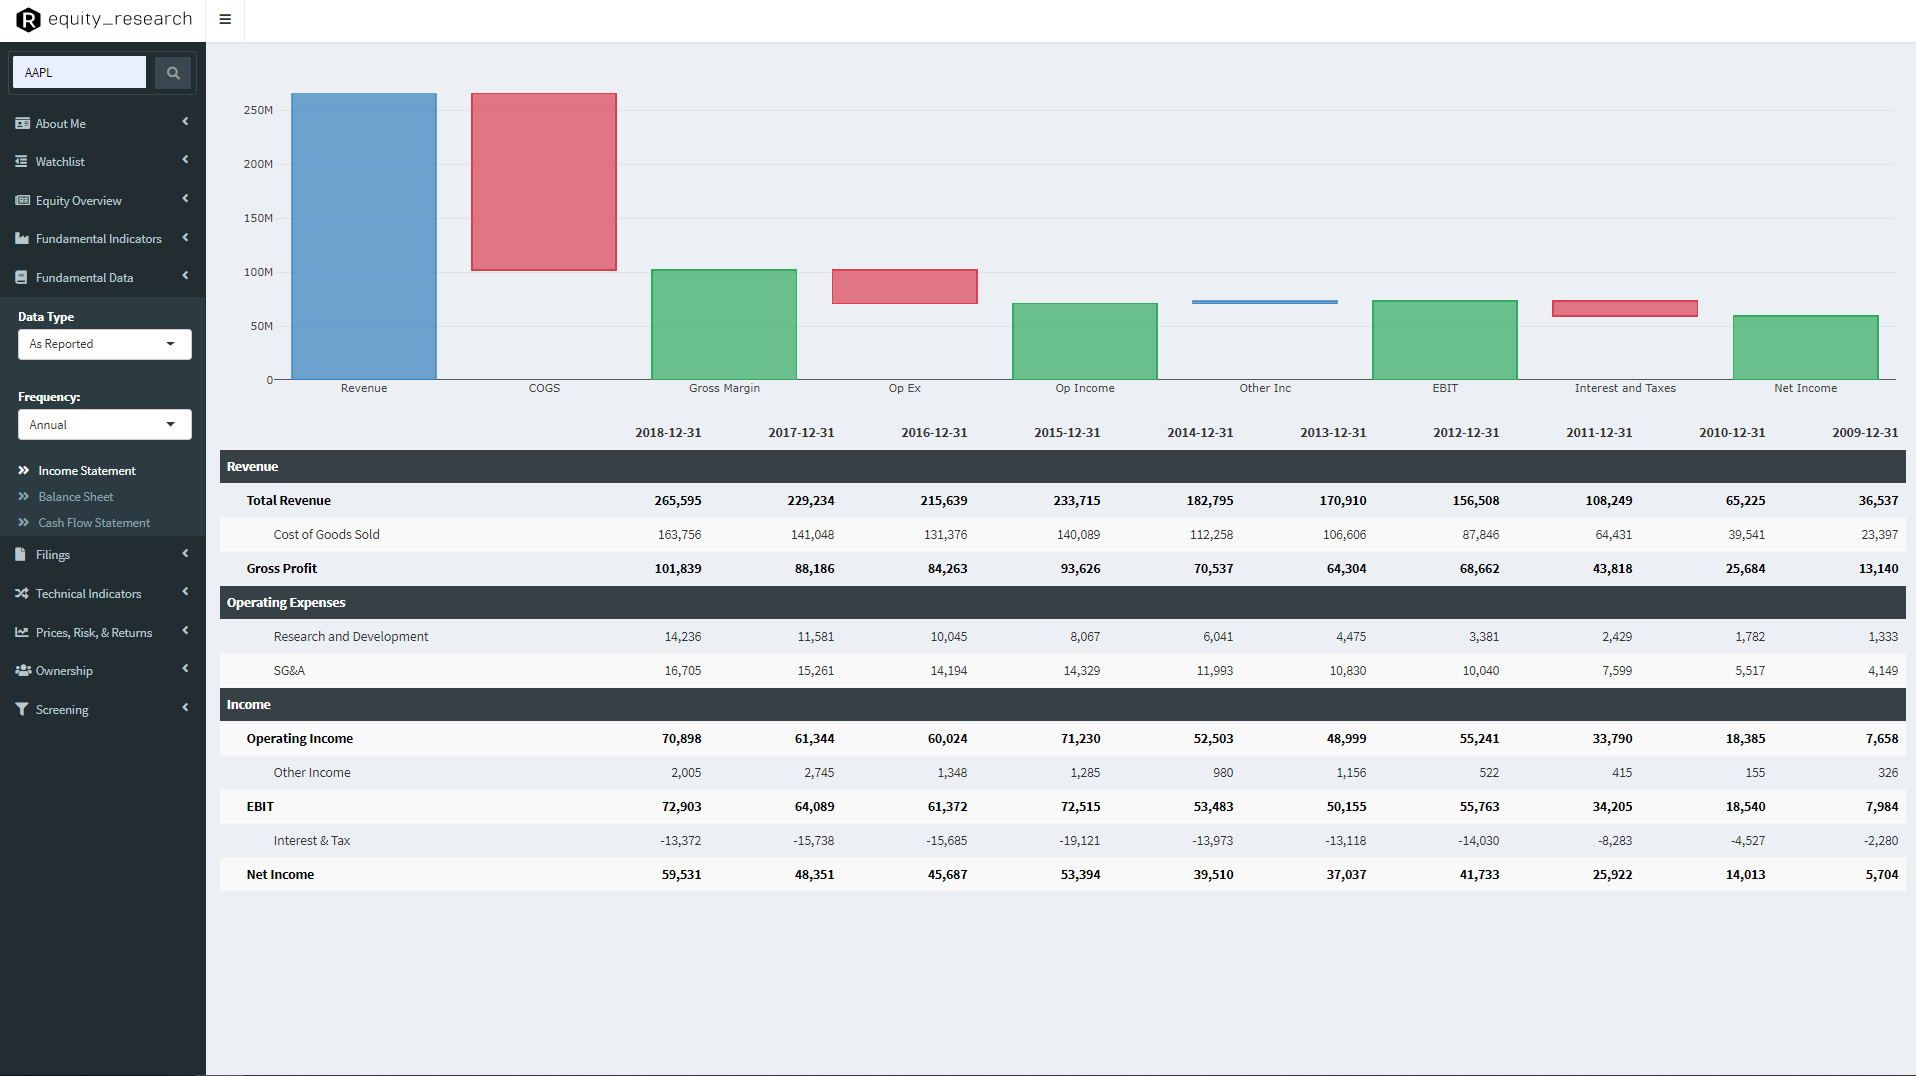 R equity_research
AAPL
About Me
Watchlist
Equity Overview
Fundamental Indicators
Fundamental Data
Data Type
As Reported
Frequency:
Annual
Income Statement
Balance Sheet
Cash Flow Statement
Filings
Technical Indicators
Prices, Risk, & Returns
Ownership
Screening
250M
200M
150M
100M
50M
0
Revenue COGS Gross Margin Op Ex Op Income Other Inc EBIT Interest and Taxes Net Income
2018-12-31 2017-12-31 2016-12-31 2015-12-31 2014-12-31 2013-12-31 2012-12-31 2011-12-31 2010-12-31 2009-12-31
Revenue
Total Revenue 265,595 229,234 215,639 233,715 182,795 170,910 156,508 108,249 65,225 36,537
Cost of Goods Sold 163,756 141,048 131,376 140,089 112,258 106,606 87,846 64,431 39,541 23,397
Gross Profit 101,839 88,186 84,263 93,626 70,537 64,304 68,662 43,818 25,684 13,140
Operating Expenses
Research and Development 14,236 11,581 10,045 8,067 6,041 4,475 3,381 2,429 1,782 1,333
SG&A 16,705 15,261 14,194 14,329 11,993 10,830 10,040 7,599 5,517 4,149
Income
Operating Income 70,898 61,344 60,024 71,230 52,503 48,999 55,241 33,790 18,385 7,658
Other Income 2,005 2,745 1,348 1,285 980 1,156 522 415 155 326
EBIT 72,903 64,089 61,372 72,515 53,483 50,155 55,763 34,205 18,540 7,984
Interest & Tax -13,372 -15,738 -15,685 -19,121 -13,973 -13,118 -14,030 -8,283 -4,527 -2,280
Net Income 59,531 48,351 45,687 53,394 39,510 37,037 41,733 25,922 14,013 5,704